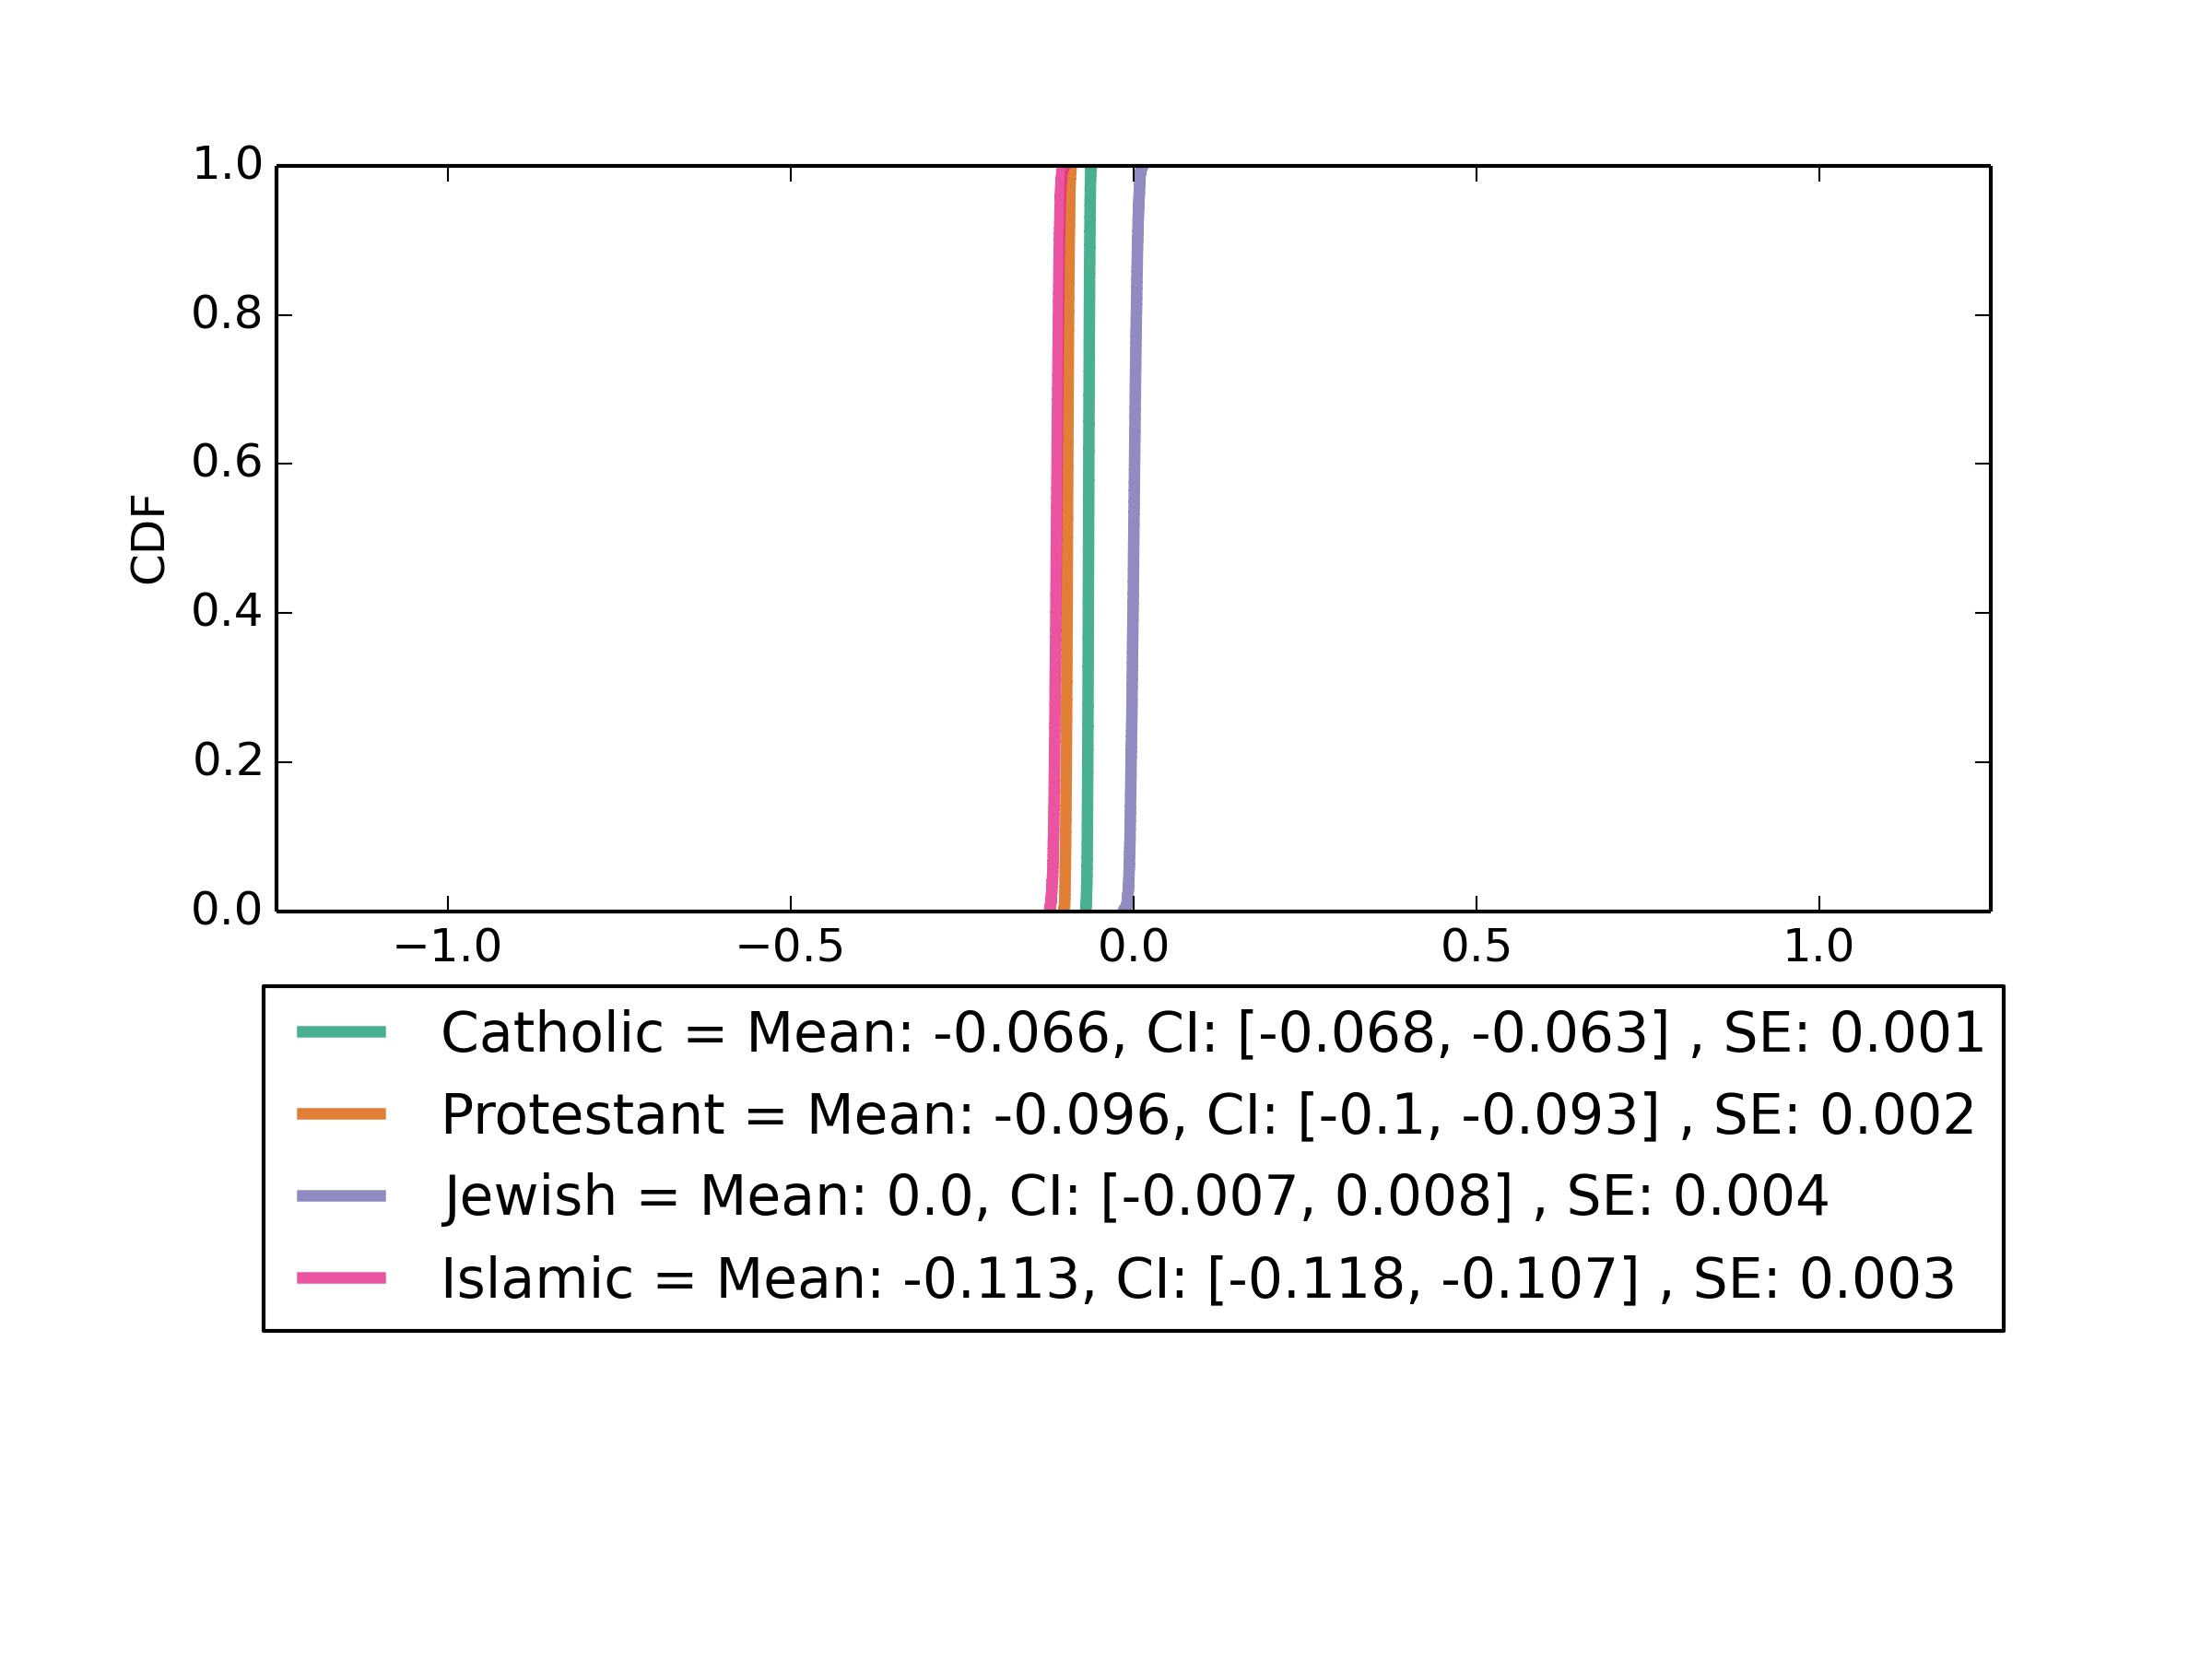 1.0
0.8
0.6
0.4
0.2
0.0
CDF
−1.0 −0.5 0.0 0.5 1.0
Catholic = Mean: -0.066, CI: [-0.068, -0.063] , SE: 0.001
Protestant = Mean: -0.096, CI: [-0.1, -0.093] , SE: 0.002
Jewish = Mean: 0.0, CI: [-0.007, 0.008] , SE: 0.004
Islamic = Mean: -0.113, CI: [-0.118, -0.107] , SE: 0.003